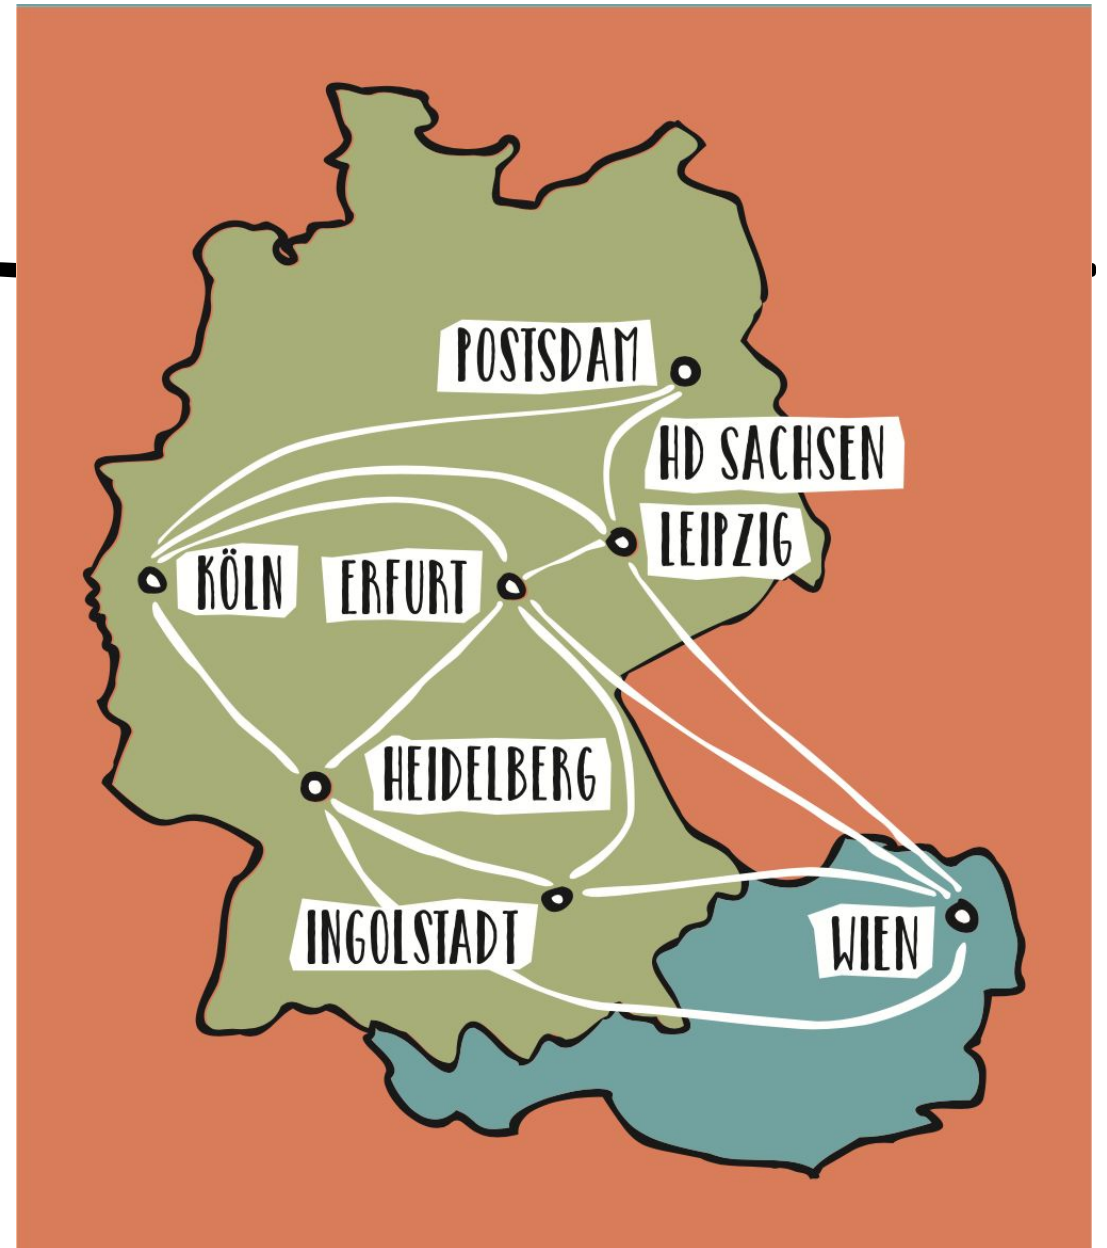 POSTSDAM
HD SACHSEN
LEIPZIG
KÖLN
ERFURT
HEIDELBERG
INGOLSTADT
WIEN